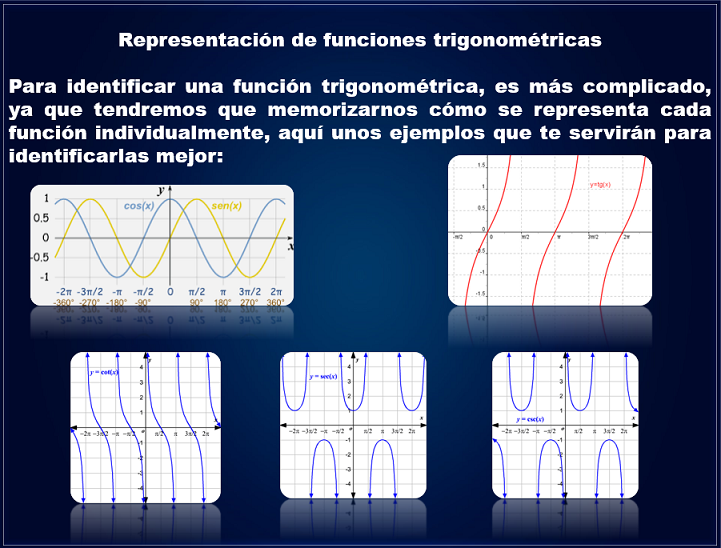 Representación de funciones trigonométricas
Para identificar una función trigonométrica, es más complicado,
ya que tendremos que memorizarnos cómo se representa cada
función individualmente, aquí unos ejemplos que te servirán para
identificarlas mejor:
y
1
cos(x) sen(x)
0.5
0
x
-0.5
-1
-2π -3π/2 -π -π/2 0 π/2 π 3π/2 2π
-360° -270° -180° -90° 90° 180° 270° 360°
1.5
y=tg(x)
1
0.5
0
-π/2 0 π/2 π 3π/2 2π
-0.5
-1
-1.5
y
4
y = cot(x)
3
2
1
-2π -3π/2 -π -π/2 π/2 π 3π/2 2π
-1
-2
-3
-4
y
4
y = sec(x)
3
2
1
x
-2π -3π/2 -π -π/2 π/2 π 3π/2 2π
-1
-2
-3
-4
y
4
3
2
1
y = csc(x)
x
-2π -3π/2 -π -π/2 π/2 π 3π/2 2π
-1
-2
-3
-4